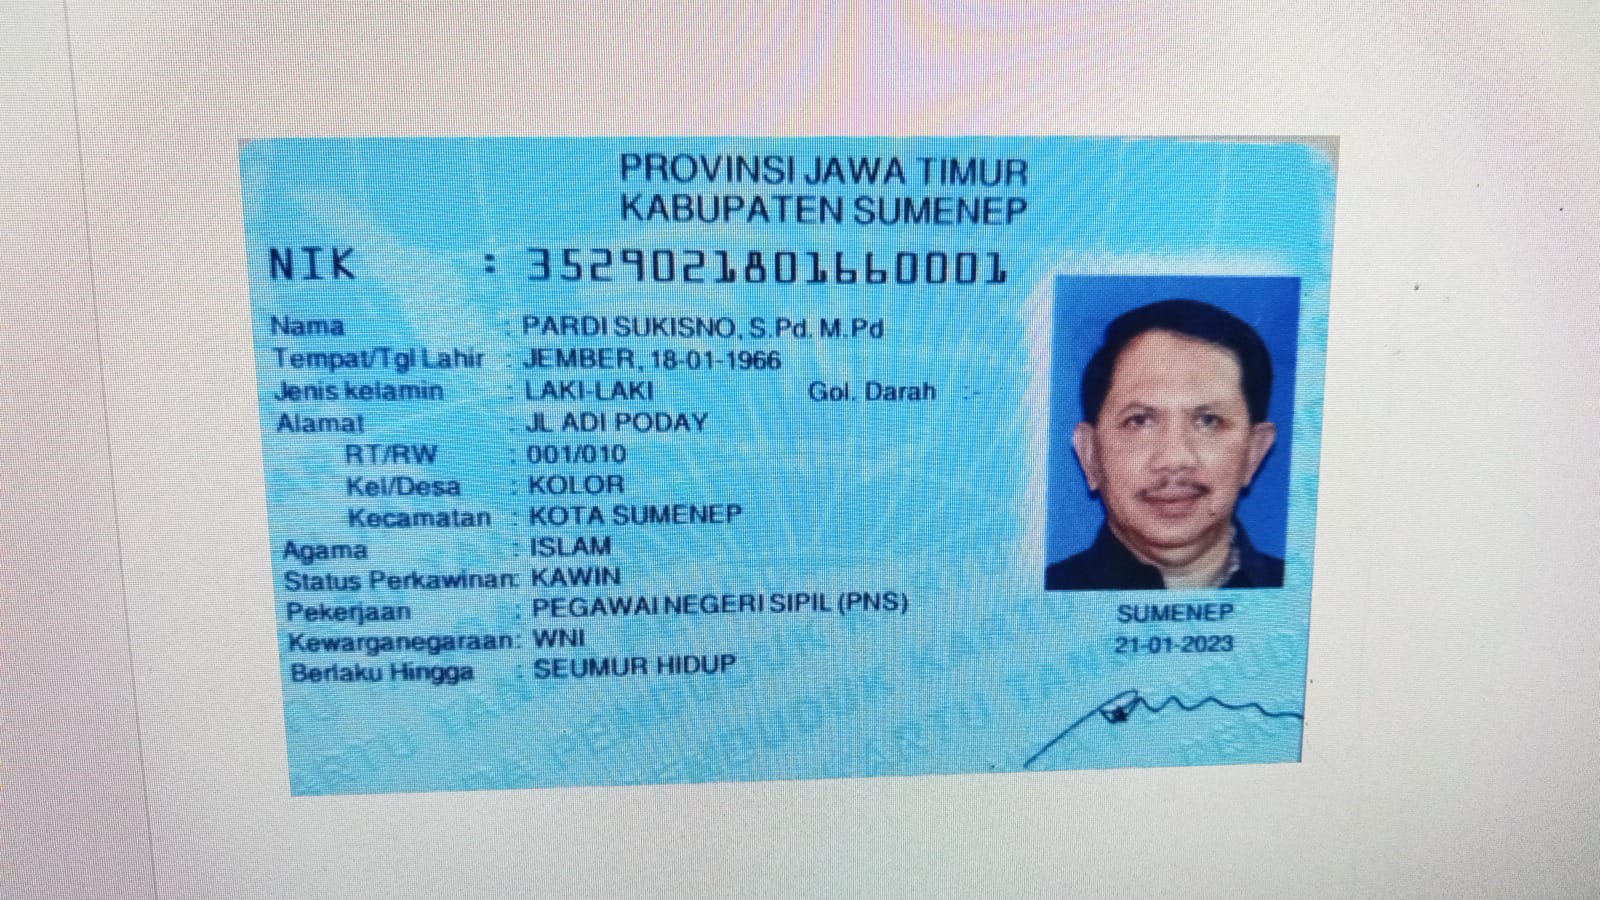 PROVINSI JAWA TIMUR
KABUPATEN SUMENEP
NIK : 3529021801660001
Nama : PARDI SUKISNO, S.Pd. M.Pd
Tempat/Tgl Lahir : JEMBER, 18-01-1966
Jenis kelamin : LAKI-LAKI Gol. Darah :-
Alamat : JL ADI PODAY
RT/RW : 001/010
Kel/Desa : KOLOR
Kecamatan : KOTA SUMENEP
Agama : ISLAM
Status Perkawinan: KAWIN
Pekerjaan : PEGAWAI NEGERI SIPIL (PNS)
Kewarganegaraan: WNI
Berlaku Hingga : SEUMUR HIDUP
SUMENEP
21-01-2023